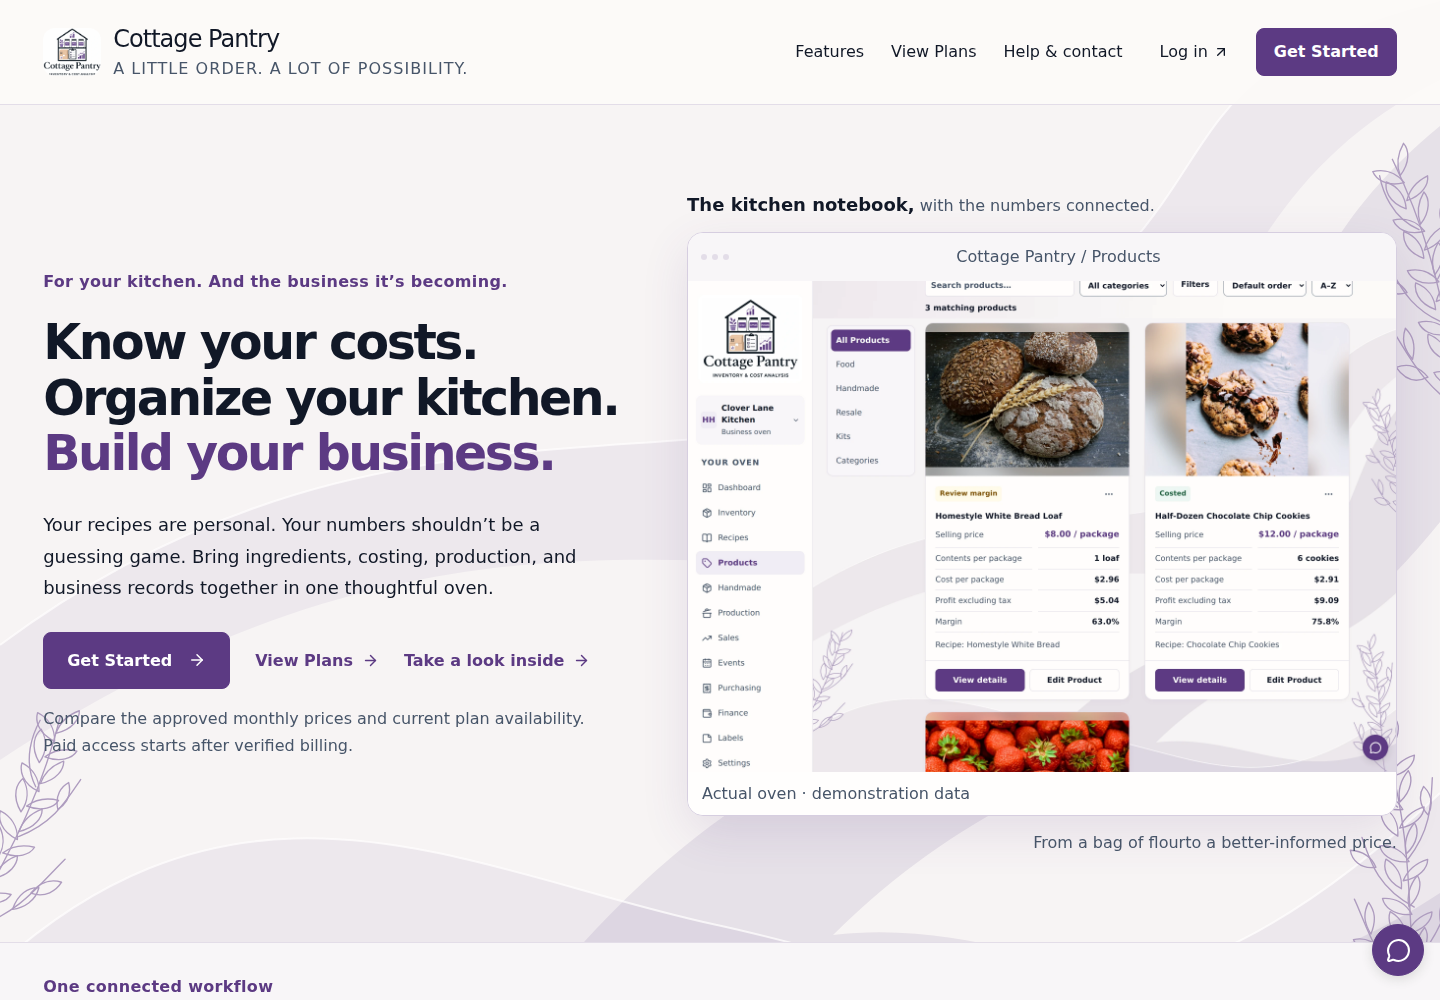 Cottage Pantry
INVENTORY & COST ANALYSIS
Cottage Pantry
A LITTLE ORDER. A LOT OF POSSIBILITY.
Features
View Plans
Help & contact
Log in
Get Started
For your kitchen. And the business it’s becoming.
Know your costs.
Organize your kitchen.
Build your business.
Your recipes are personal. Your numbers shouldn’t be a
guessing game. Bring ingredients, costing, production, and
business records together in one thoughtful oven.
Get Started
View Plans
Take a look inside
Compare the approved monthly prices and current plan availability.
Paid access starts after verified billing.
The kitchen notebook, with the numbers connected.
Cottage Pantry / Products
Cottage Pantry
INVENTORY & COST ANALYSIS
HH
Clover Lane
Kitchen
Business oven
YOUR OVEN
Dashboard
Inventory
Recipes
Products
Handmade
Production
Sales
Events
Purchasing
Finance
Labels
Settings
Search products...
All categories
Filters
Default order
A–Z
3 matching products
All Products
Food
Handmade
Resale
Kits
Categories
Review margin
...
Homestyle White Bread Loaf
Selling price $8.00 / package
Contents per package 1 loaf
Cost per package $2.96
Profit excluding tax $5.04
Margin 63.0%
Recipe: Homestyle White Bread
View details
Edit Product
Costed
...
Half-Dozen Chocolate Chip Cookies
Selling price $12.00 / package
Contents per package 6 cookies
Cost per package $2.91
Profit excluding tax $9.09
Margin 75.8%
Recipe: Chocolate Chip Cookies
View details
Edit Product
Actual oven · demonstration data
From a bag of flourto a better-informed price.
One connected workflow